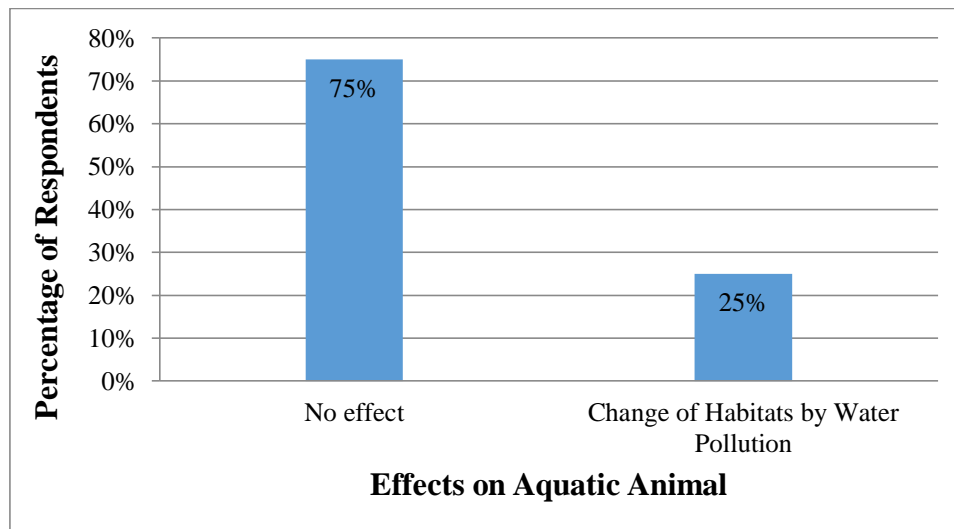 Percentage of Respondents
80%
70%
60%
50%
40%
30%
20%
10%
0%
75%
25%
No effect
Change of Habitats by Water
Pollution
Effects on Aquatic Animal